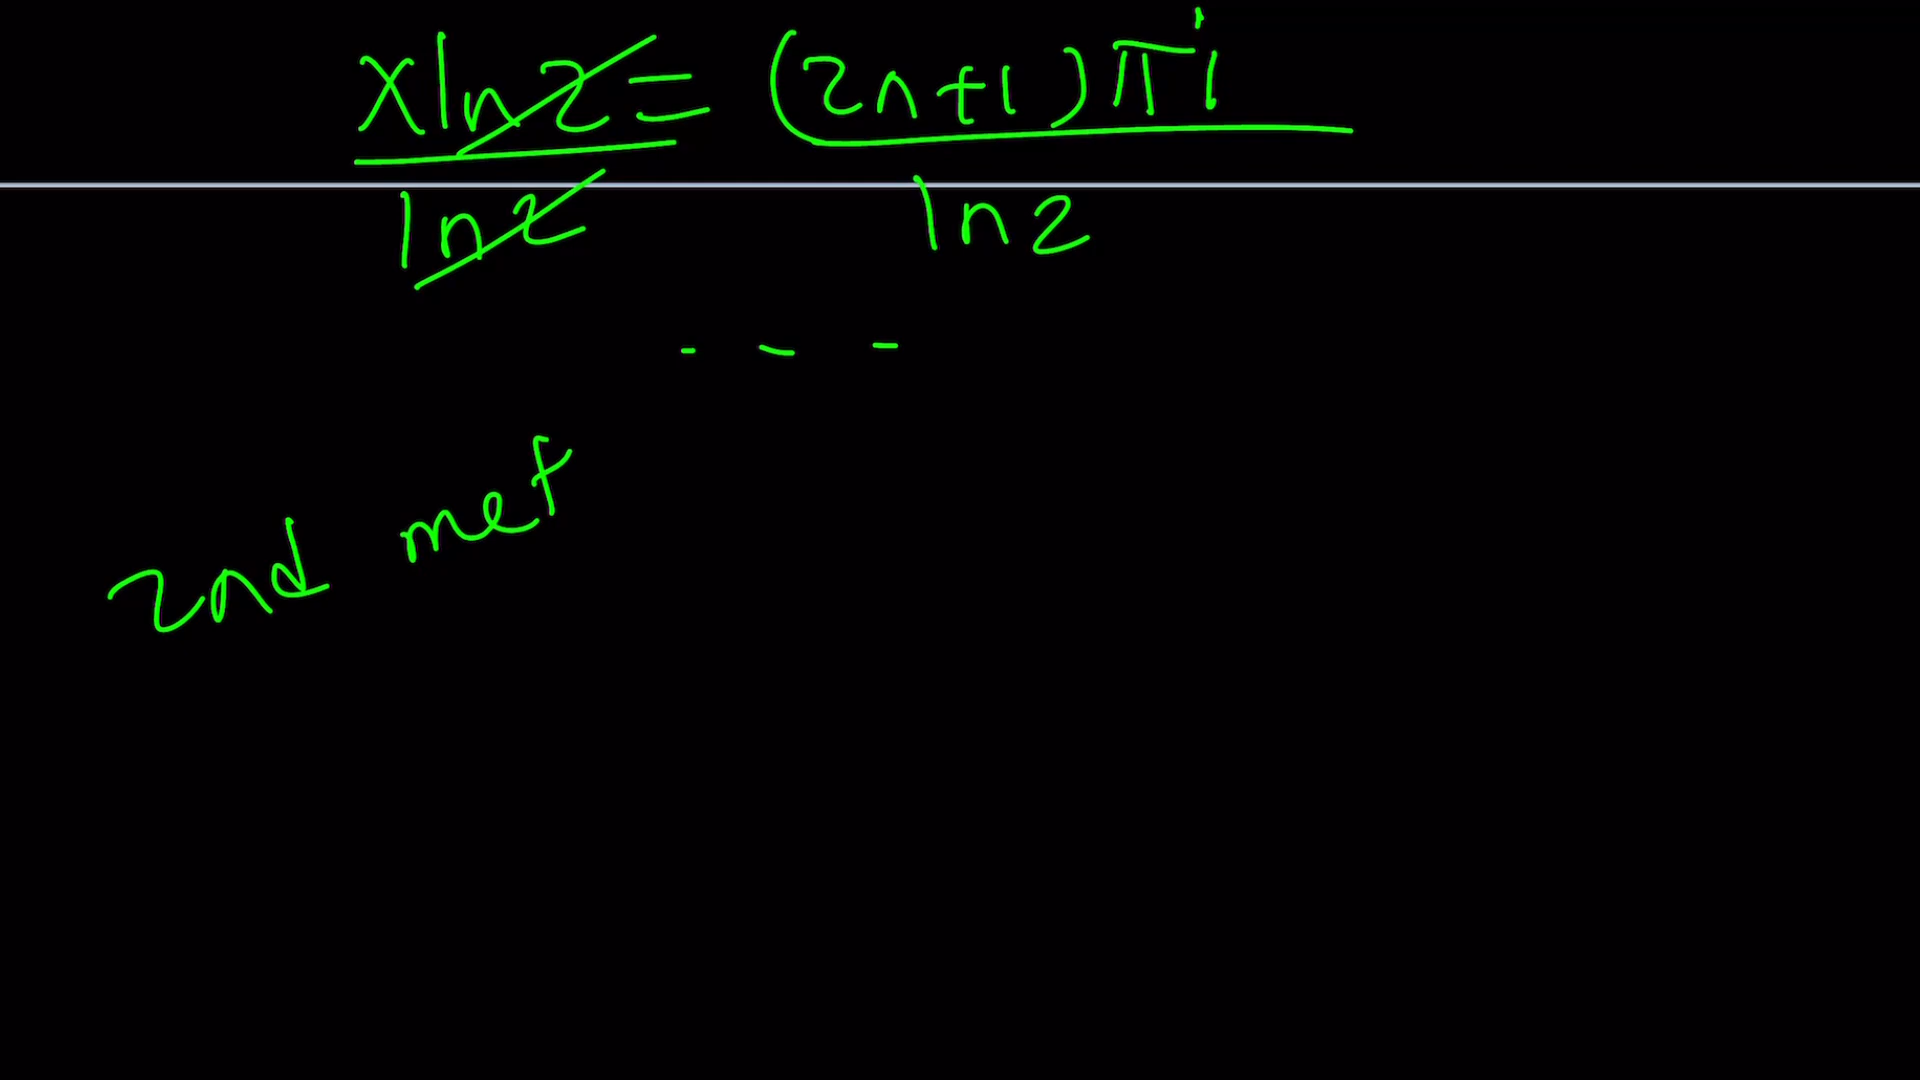 xln2 = (2n+1)πi
ln2 ln2
- - -
2nd met